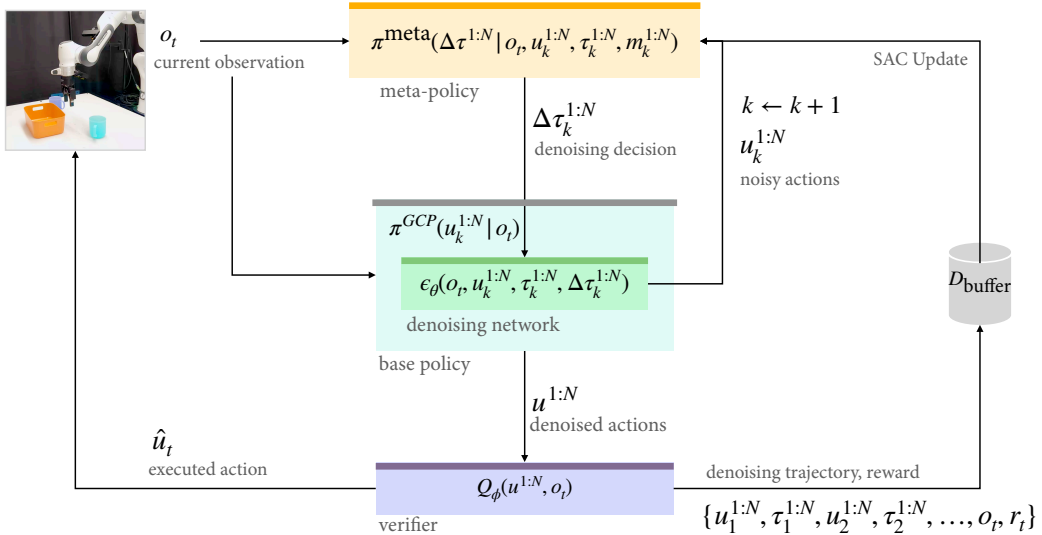 o_t
current observation
π^meta(Δτ^{1:N} | o_t, u_k^{1:N}, τ_k^{1:N}, m_k^{1:N})
meta-policy
SAC Update
Δτ_k^{1:N}
denoising decision
k ← k + 1
u_k^{1:N}
noisy actions
π^{GCP}(u_k^{1:N} | o_t)
ϵ_θ(o_t, u_k^{1:N}, τ_k^{1:N}, Δτ_k^{1:N})
denoising network
base policy
D_buffer
u^{1:N}
denoised actions
û_t
executed action
Q_ϕ(u^{1:N}, o_t)
verifier
denoising trajectory, reward
{u_1^{1:N}, τ_1^{1:N}, u_2^{1:N}, τ_2^{1:N}, …, o_t, r_t}